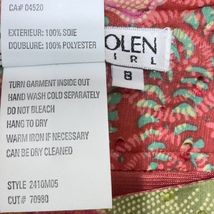 CA# 04520
EXTERIEUR: 100% SOIE
DOUBLURE: 100% POLYESTER
OLEN
IRL
8
TURN GARMENT INSIDE OUT
HAND WASH COLD SEPARATELY
DO NOT BLEACH
HANG TO DRY
WARM IRON IF NECESSARY
CAN BE DRY CLEANED
STYLE 2410M05
CUT# 70980